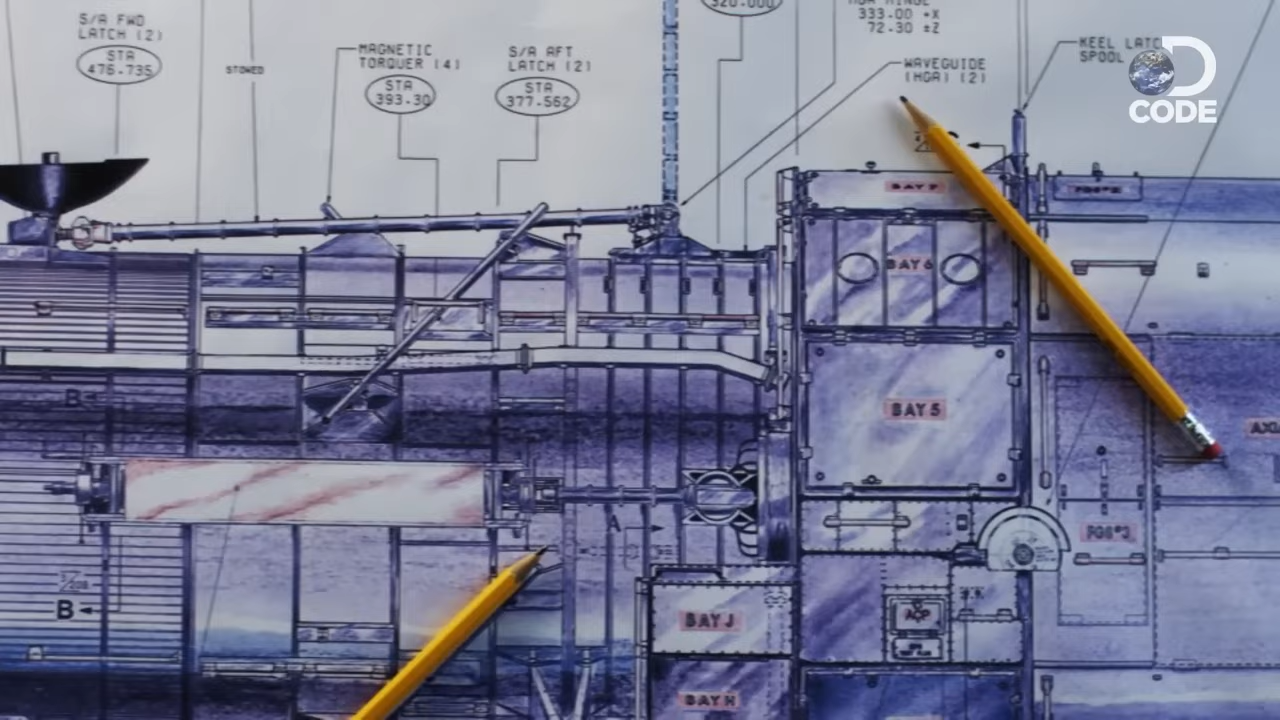 S/A FWD
LATCH (2)
STA
476.735
STOWED
MAGNETIC
TORQUER (4)
STA
393.30
S/A AFT
LATCH (2)
STA
377.562
320.000
333.00 +X
72.30 ±Z
WAVEGUIDE
(HGA) (2)
KEEL LATC
SPOOL
D
CODE
BAY 6
BAY 5
B
A
B
BAY J
BAY H
FGS#3